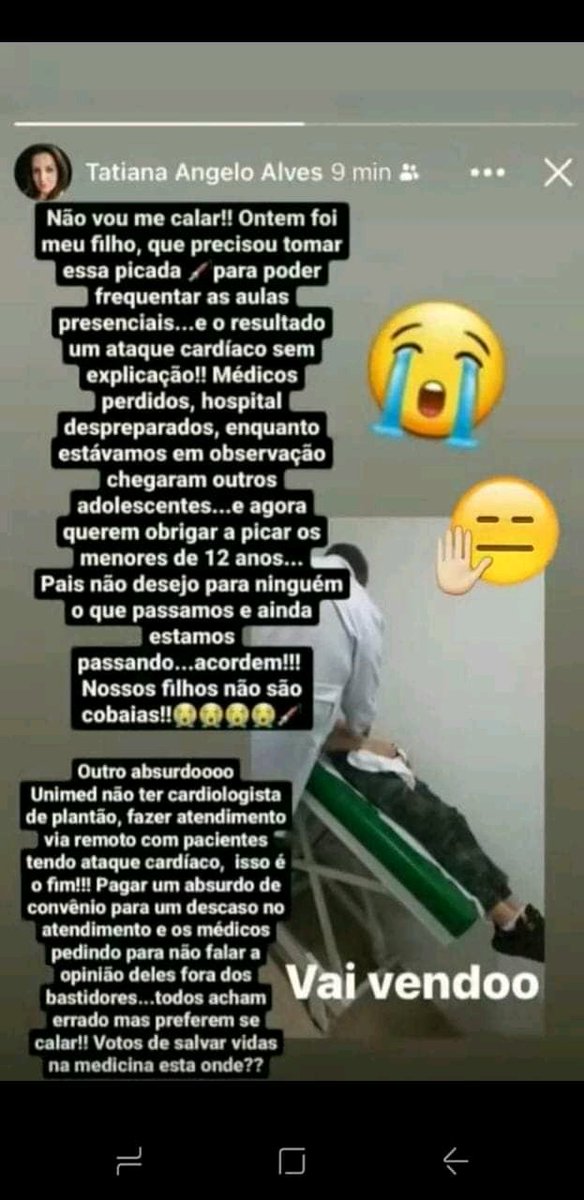 Tatiana Angelo Alves 9 min
Não vou me calar!! Ontem foi
meu filho, que precisou tomar
essa picada 💉para poder
frequentar as aulas
presenciais...e o resultado
um ataque cardíaco sem
explicação!! Médicos
perdidos, hospital
despreparados, enquanto
estávamos em observação
chegaram outros
adolescentes...e agora
querem obrigar a picar os
menores de 12 anos...
Pais não desejo para ninguém
o que passamos e ainda
estamos
passando...acordem!!!
Nossos filhos não são
cobaias!!😭😭😭😭💉
Outro absurdoooo
Unimed não ter cardiologista
de plantão, fazer atendimento
via remoto com pacientes
tendo ataque cardíaco, isso é
o fim!!! Pagar um absurdo de
convênio para um descaso no
atendimento e os médicos
pedindo para não falar a
opinião deles fora dos
bastidores...todos acham
errado mas preferem se
calar!! Votos de salvar vidas
na medicina esta onde??
Vai vendoo